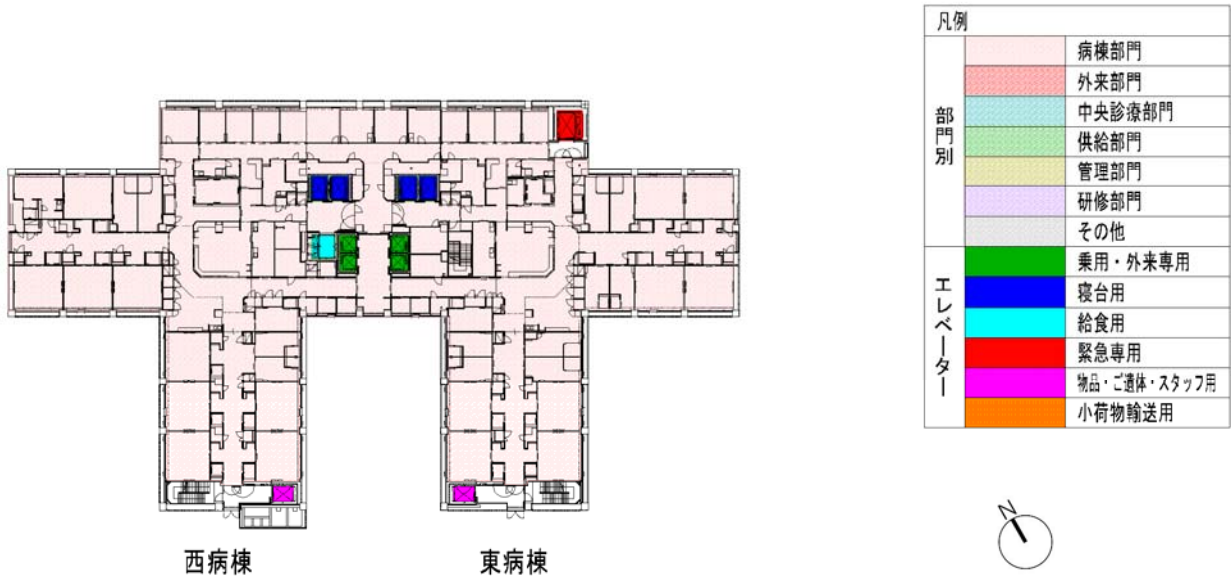 凡例
部門別
病棟部門
外来部門
中央診療部門
供給部門
管理部門
研修部門
その他
エレベーター
乗用・外来専用
寝台用
給食用
緊急専用
物品・ご遺体・スタッフ用
小荷物輸送用
N
西病棟
東病棟